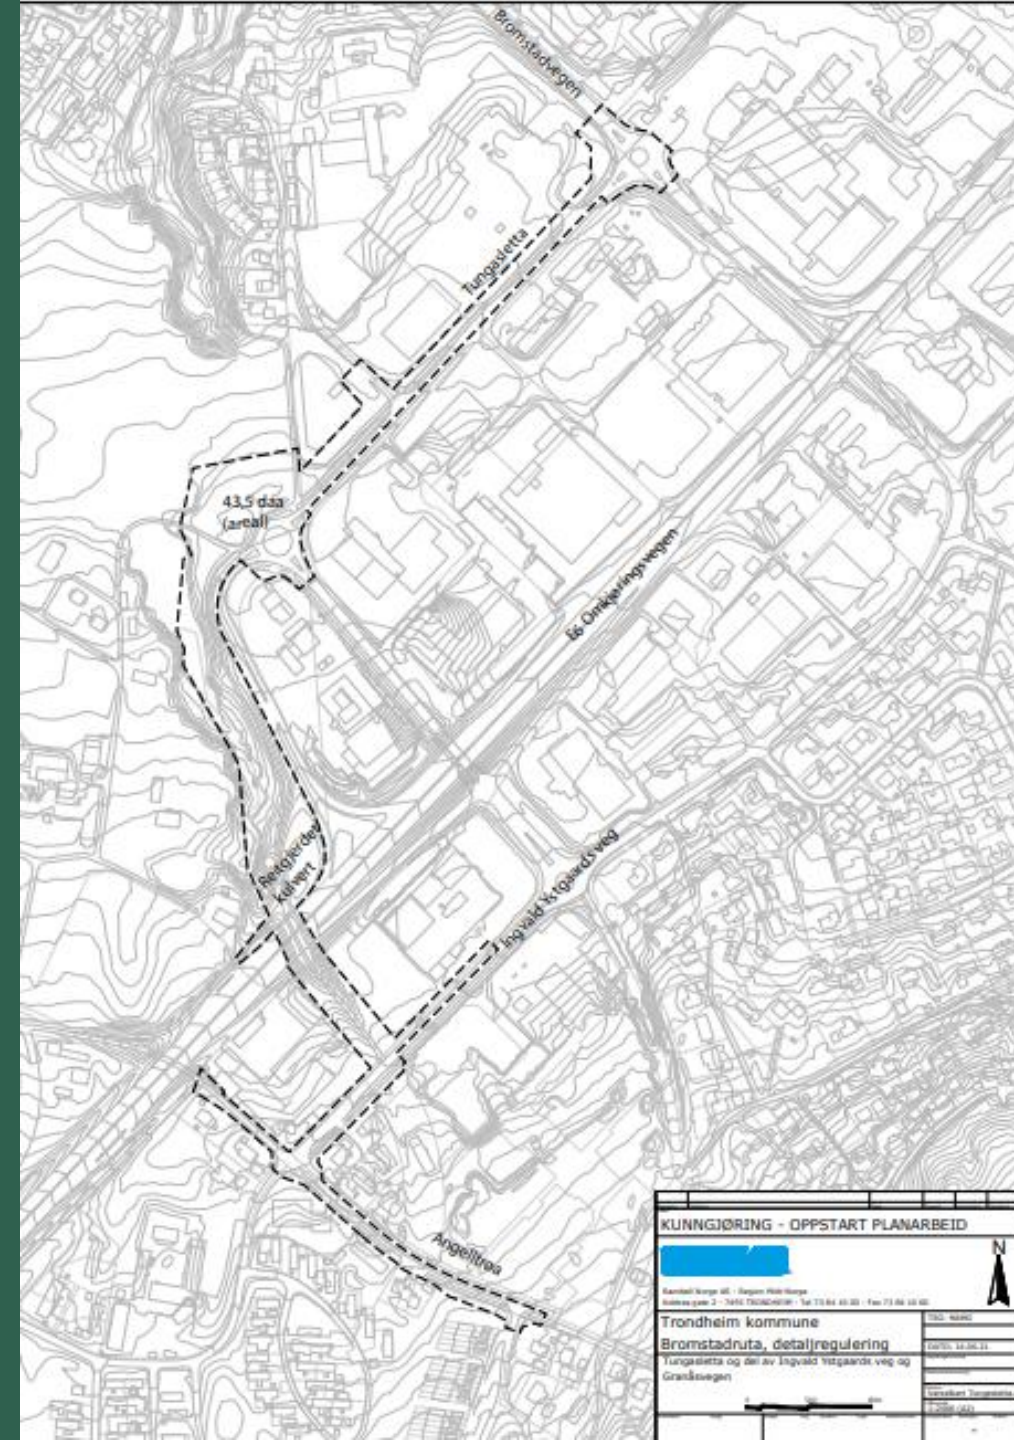 Bromstadvegen
Tungasletta
43,5 daa
(areal)
E6 Omkjøringsvegen
Reitgjerdet
kulvert
Ingvald Ystgaards veg
Angelltrøa
KUNNGJØRING - OPPSTART PLANARBEID
N
Trondheim kommune
Bromstadruta, detaljregulering
Tungasletta og del av Ingvald Ystgaards veg og
Granåsvegen